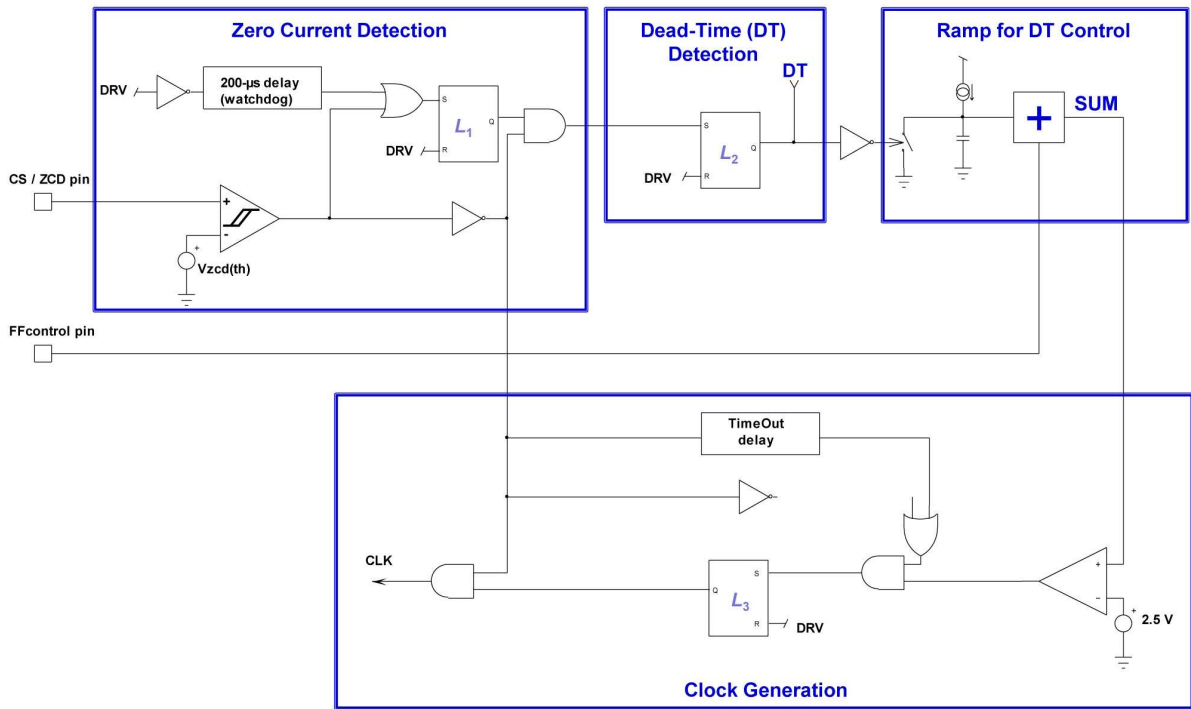 Zero Current Detection
Dead-Time (DT)
Detection
Ramp for DT Control
DRV
200-µs delay
(watchdog)
S
Q
L1
R
DRV
DT
S
L2
Q
R
DRV
+
SUM
CS / ZCD pin
+
-
+
Vzcd(th)
FFcontrol pin
TimeOut
delay
CLK
S
Q
L3
R
DRV
+
–
+
2.5 V
Clock Generation